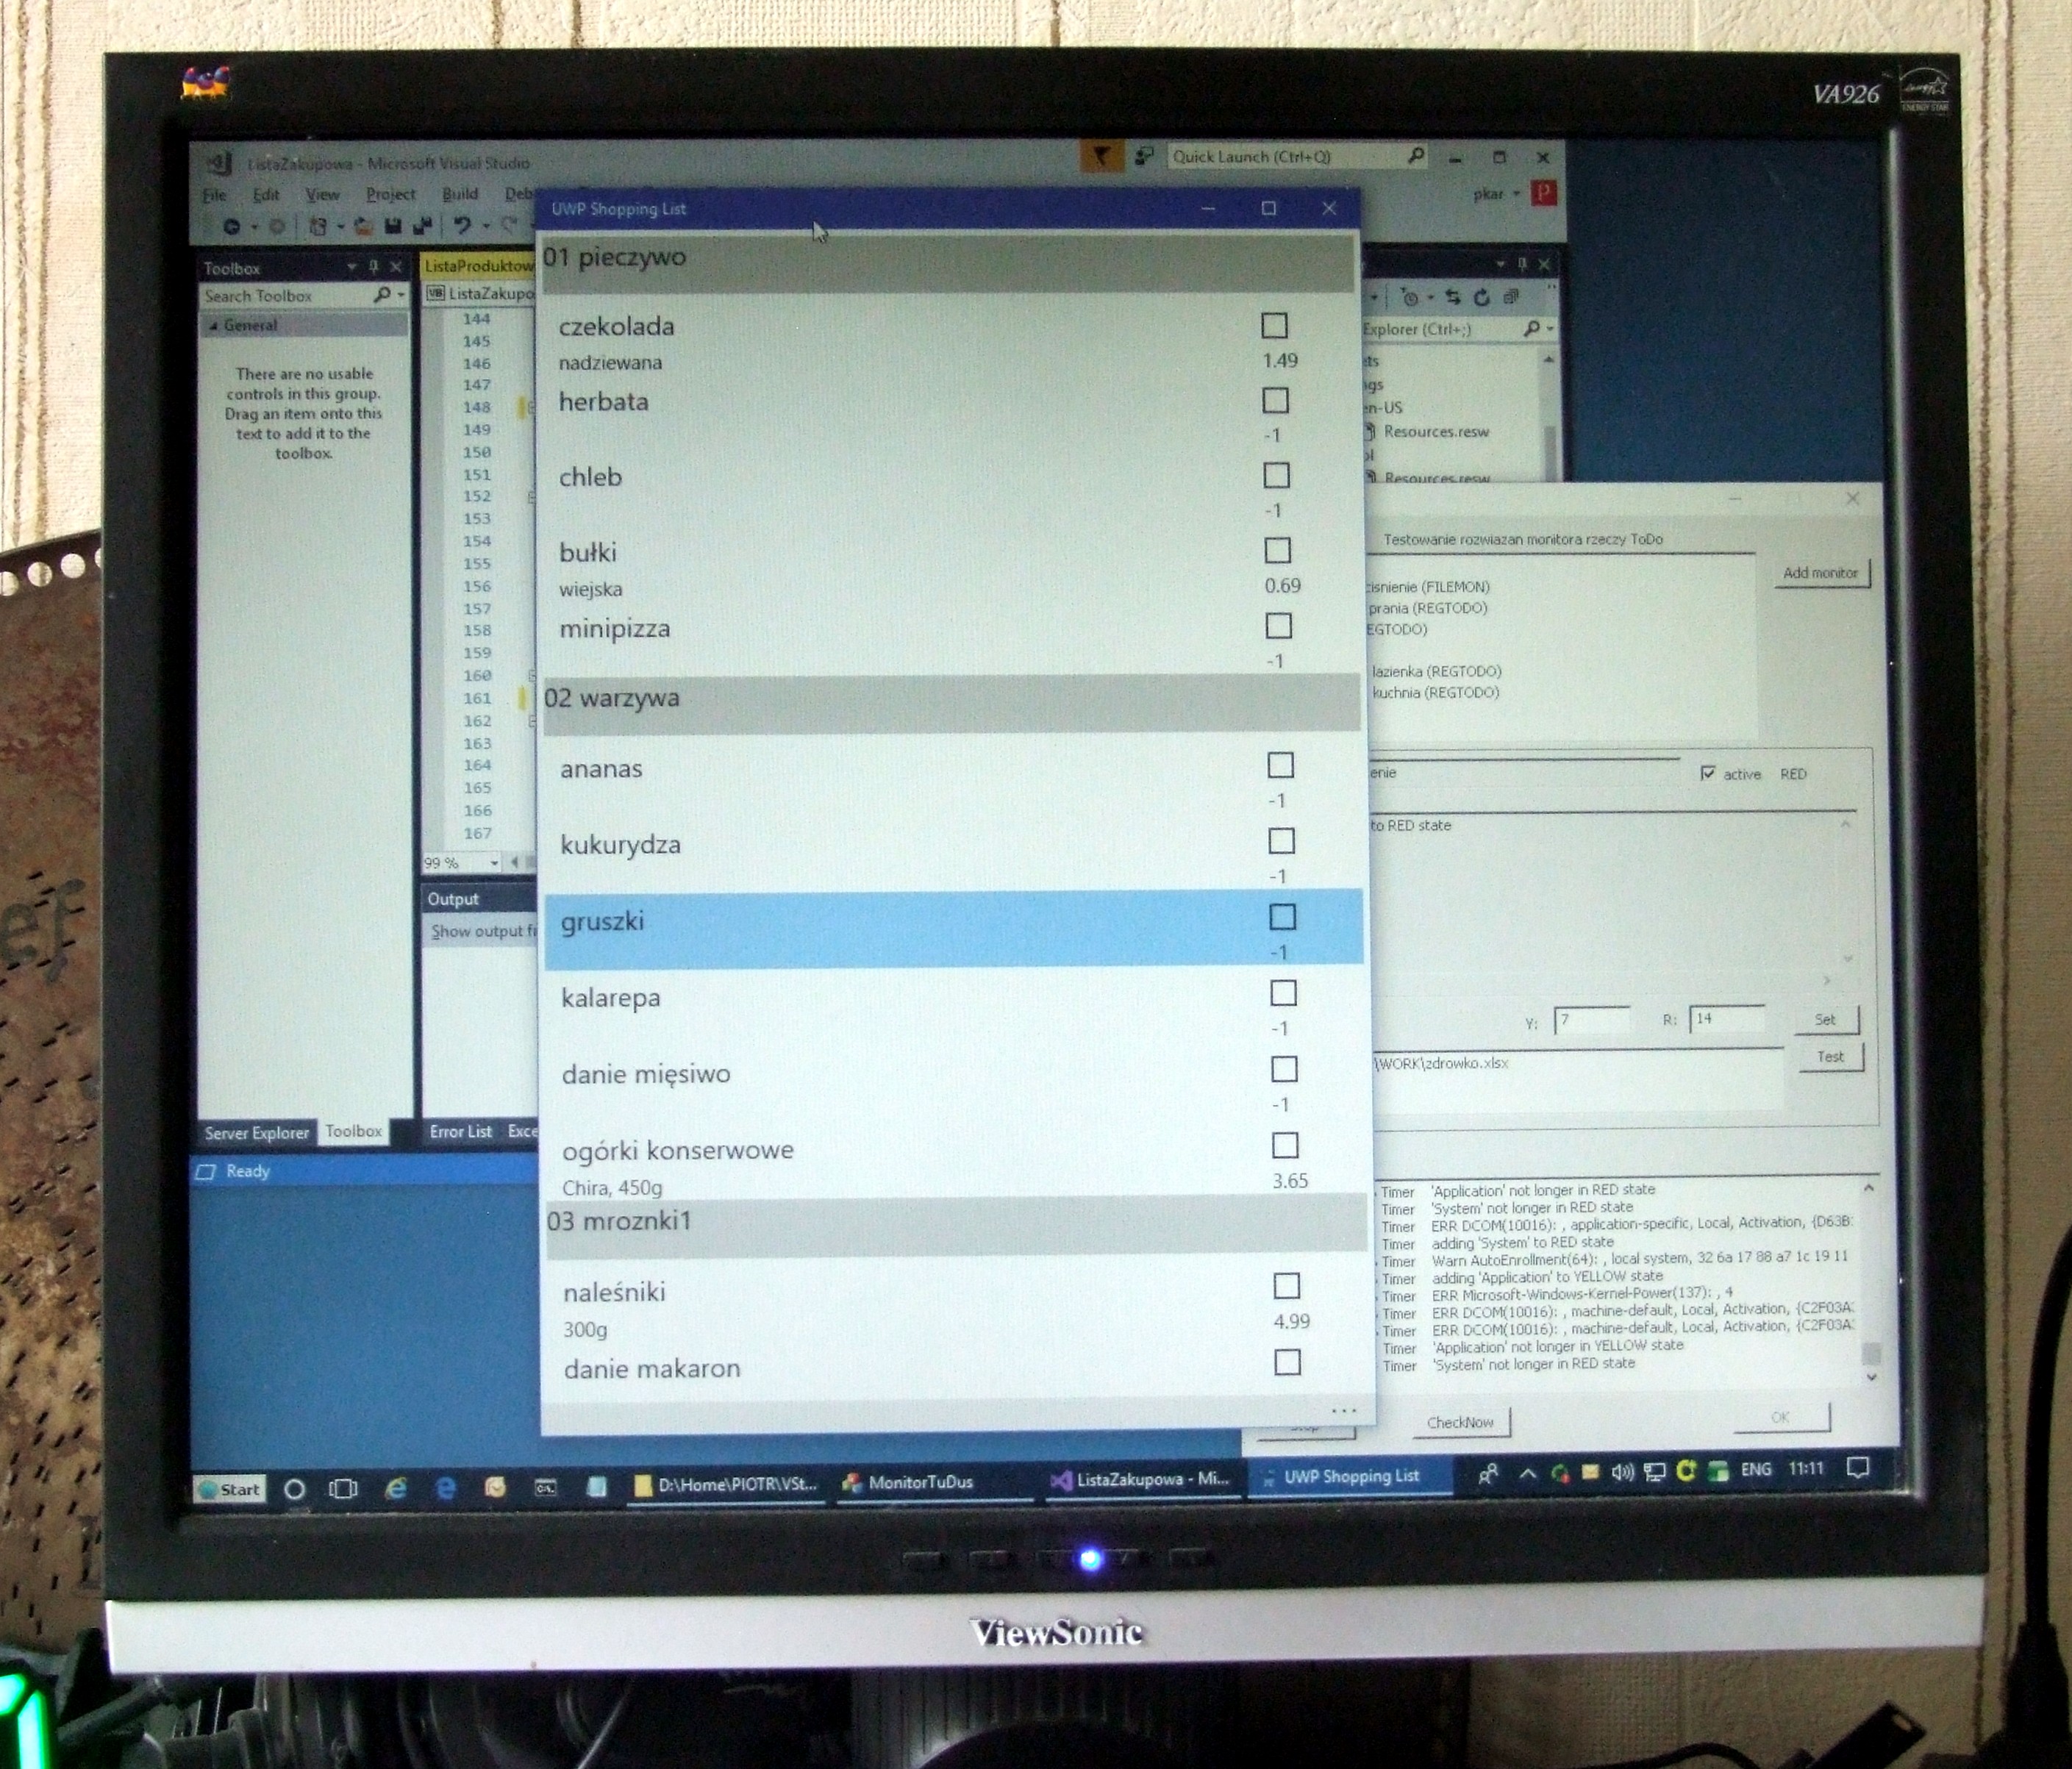 VA926
ENERGY STAR
ListaZakupowa - Microsoft Visual Studio
Quick Launch (Ctrl+Q)
File Edit View Project Build
pkar
P
Toolbox
Search Toolbox
General
There are no usable
controls in this group.
Drag an item onto this
text to add it to the
toolbox.
Server Explorer Toolbox
Ready
ListaProduktow
VB ListaZakupo
144
145
146
147
148
149
150
151
152
153
154
155
156
157
158
159
160
161
162
163
164
165
166
167
99 %
Output
Show output
Error List
UWP Shopping List
01 pieczywo
czekolada
nadziewana 1.49
herbata
-1
chleb
-1
bułki
wiejska 0.69
minipizza
-1
02 warzywa
ananas
-1
kukurydza
-1
gruszki
-1
kalarepa
-1
danie mięsiwo
-1
ogórki konserwowe
Chira, 450g 3.65
03 mroznki1
naleśniki
300g 4.99
danie makaron
...
Explorer (Ctrl+;)
en-US
Resources.resw
Resources.resw
Testowanie rozwiazan monitora rzeczy ToDo
Add monitor
isnienie (FILEMON)
prania (REGTODO)
EGTODO)
lazienka (REGTODO)
kuchnia (REGTODO)
enie
active RED
to RED state
Y: 7 R: 14 Set
\WORK\zdrowko.xlsx
Test
Timer 'Application' not longer in RED state
Timer 'System' not longer in RED state
Timer ERR DCOM(10016): , application-specific, Local, Activation, {D63B:
Timer adding 'System' to RED state
Timer Warn AutoEnrollment(64): , local system, 32 6a 17 88 a7 1c 19 11
Timer adding 'Application' to YELLOW state
Timer ERR Microsoft-Windows-Kernel-Power(137): , 4
Timer ERR DCOM(10016): , machine-default, Local, Activation, {C2F03A:
Timer ERR DCOM(10016): , machine-default, Local, Activation, {C2F03A:
Timer 'Application' not longer in YELLOW state
Timer 'System' not longer in RED state
CheckNow
OK
Start
D:\Home\PIOTR\VSt...
MonitorTuDus
ListaZakupowa - Mi...
UWP Shopping List
ENG 11:11
ViewSonic